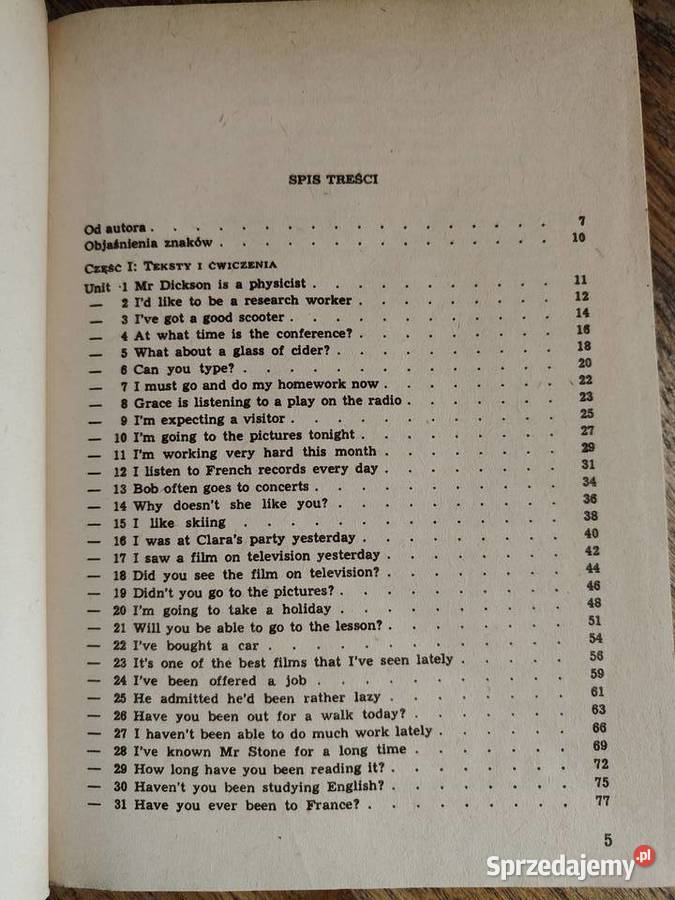 SPIS TREŚCI
Od autora . . . . . . . . . . . . . . . . . 7
Objaśnienia znaków . . . . . . . . . . . . . . 10
CZĘŚĆ I: TEKSTY I ĆWICZENIA
Unit 1 Mr Dickson is a physicist . . . . . . . . . 11
— 2 I'd like to be a research worker . . . . . . . 12
— 3 I've got a good scooter . . . . . . . . . . 14
— 4 At what time is the conference? . . . . . . . 16
— 5 What about a glass of cider? . . . . . . . . 18
— 6 Can you type? . . . . . . . . . . . . 20
— 7 I must go and do my homework now . . . . . . 22
— 8 Grace is listening to a play on the radio . . . . . 23
— 9 I'm expecting a visitor . . . . . . . . . . 25
— 10 I'm going to the pictures tonight . . . . . . . 27
— 11 I'm working very hard this month . . . . . . 29
— 12 I listen to French records every day . . . . . . 31
— 13 Bob often goes to concerts . . . . . . . . . 34
— 14 Why doesn't she like you? . . . . . . . . 36
— 15 I like skiing . . . . . . . . . . . . 38
— 16 I was at Clara's party yesterday . . . . . . . 40
— 17 I saw a film on television yesterday . . . . . . 42
— 18 Did you see the film on television? . . . . . . 44
— 19 Didn't you go to the pictures? . . . . . . . . 46
— 20 I'm going to take a holiday . . . . . . . . 48
— 21 Will you be able to go to the lesson? . . . . . . 51
— 22 I've bought a car . . . . . . . . . . . 54
— 23 It's one of the best films that I've seen lately . . . . 56
— 24 I've been offered a job . . . . . . . . . 59
— 25 He admitted he'd been rather lazy . . . . . . 61
— 26 Have you been out for a walk today? . . . . . 63
— 27 I haven't been able to do much work lately . . . . 66
— 28 I've known Mr Stone for a long time . . . . . 69
— 29 How long have you been reading it? . . . . . . 72
— 30 Haven't you been studying English? . . . . . . 75
— 31 Have you ever been to France? . . . . . . . 77
5
Sprzedajemy.pl